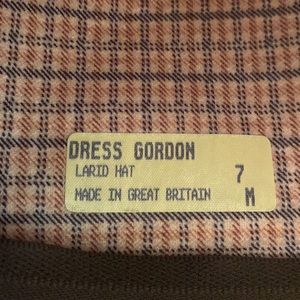 DRESS GORDON
LARID HAT 7
MADE IN GREAT BRITAIN M